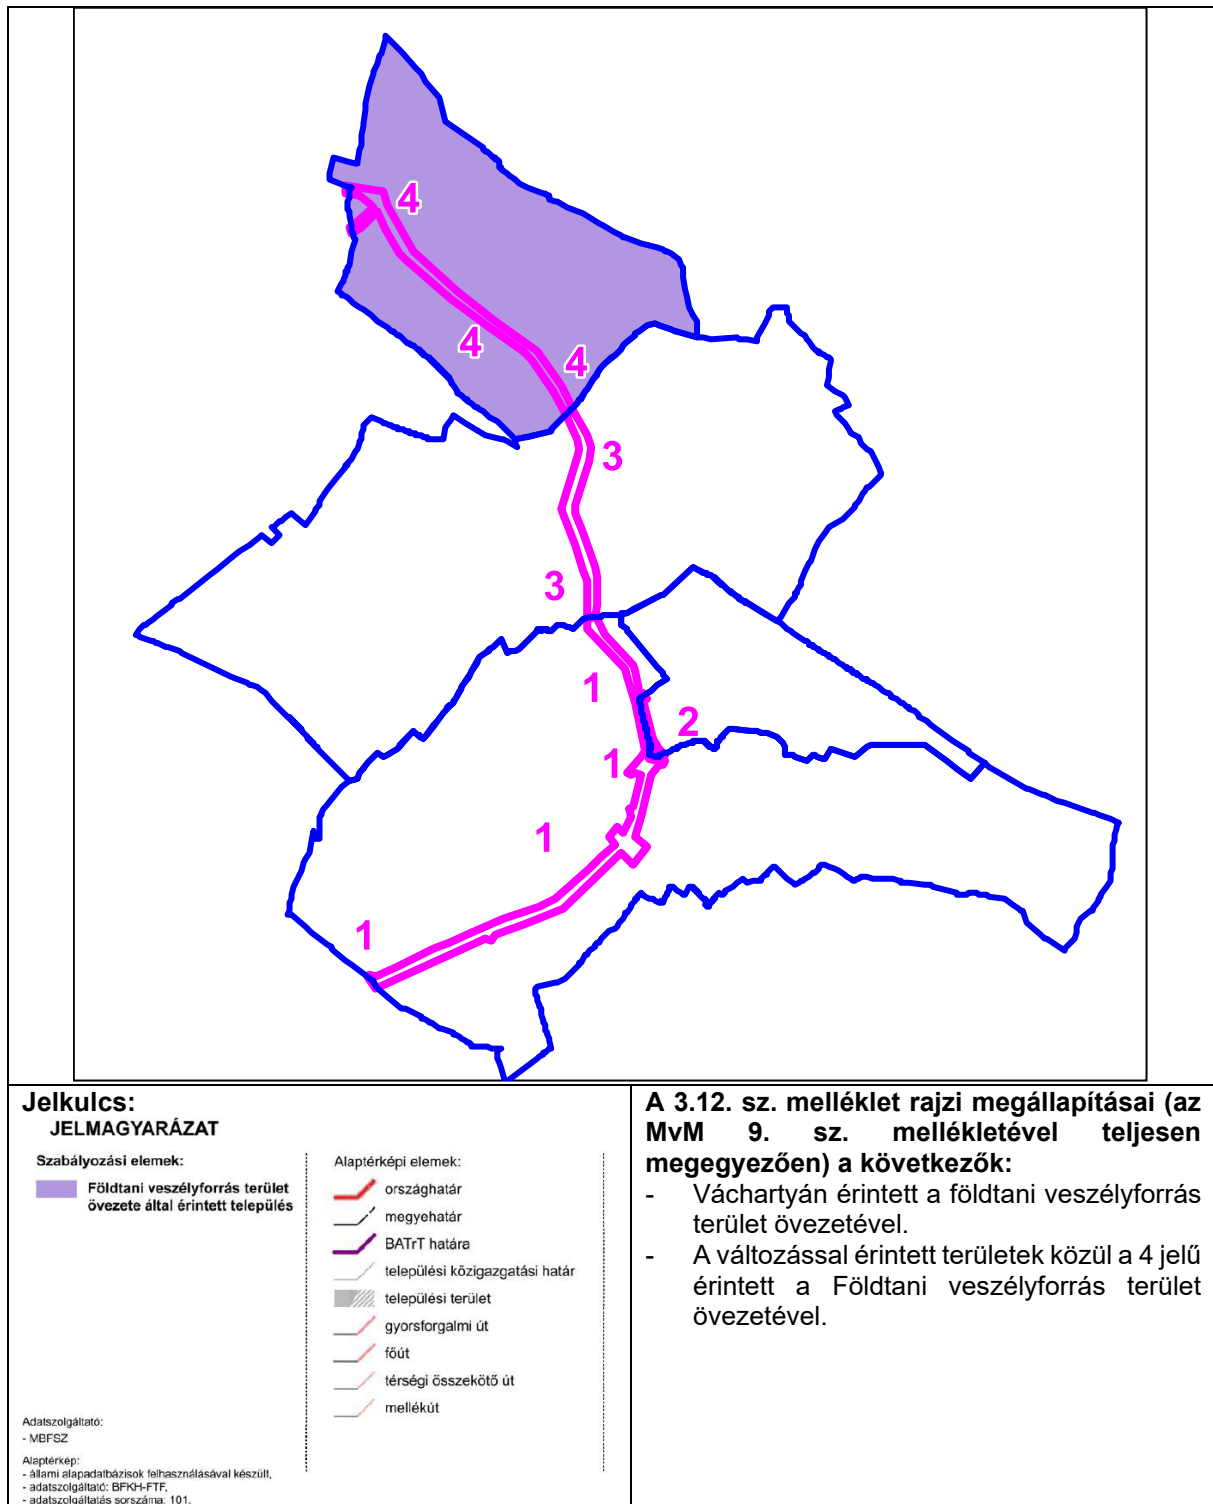 4
4
4
3
3
1
2
1
1
1
Jelkulcs:
JELMAGYARÁZAT
Szabályozási elemek:
Földtani veszélyforrás terület
övezete által érintett település
Adatszolgáltató:
- MBFSZ
Alaptérkép:
- állami alapadatbázisok felhasználásával készült,
- adatszolgáltató: BFKH-FTF,
- adatszolgáltatás sorszáma: 101.
Alaptérképi elemek:
országhatár
megyehatár
BATrT határa
települési közigazgatási határ
települési terület
gyorsforgalmi út
főút
térségi összekötő út
mellékút
A 3.12. sz. melléklet rajzi megállapításai (az
MvM 9. sz. mellékletével teljesen
megegyezően) a következők:
- Váchartyán érintett a földtani veszélyforrás
terület övezetével.
- A változással érintett területek közül a 4 jelű
érintett a Földtani veszélyforrás terület
övezetével.